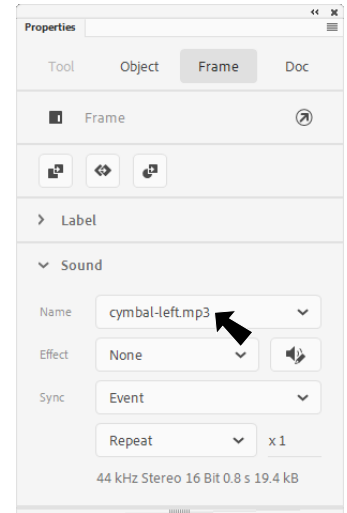 Properties
Tool Object Frame Doc
Frame
Label
Sound
Name cymbal-left.mp3
Effect None
Sync Event
Repeat x 1
44 kHz Stereo 16 Bit 0.8 s 19.4 kB